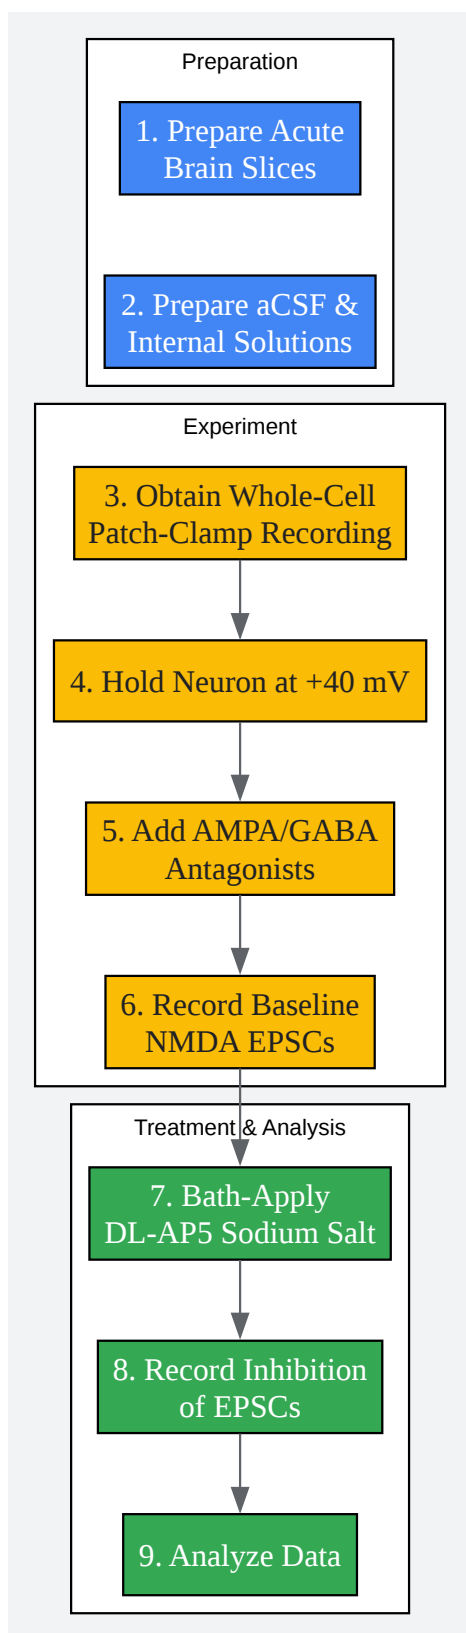 Preparation
1. Prepare Acute
Brain Slices
2. Prepare aCSF &
Internal Solutions
Experiment
3. Obtain Whole-Cell
Patch-Clamp Recording
4. Hold Neuron at +40 mV
5. Add AMPA/GABA
Antagonists
6. Record Baseline
NMDA EPSCs
Treatment & Analysis
7. Bath-Apply
DL-AP5 Sodium Salt
8. Record Inhibition
of EPSCs
9. Analyze Data